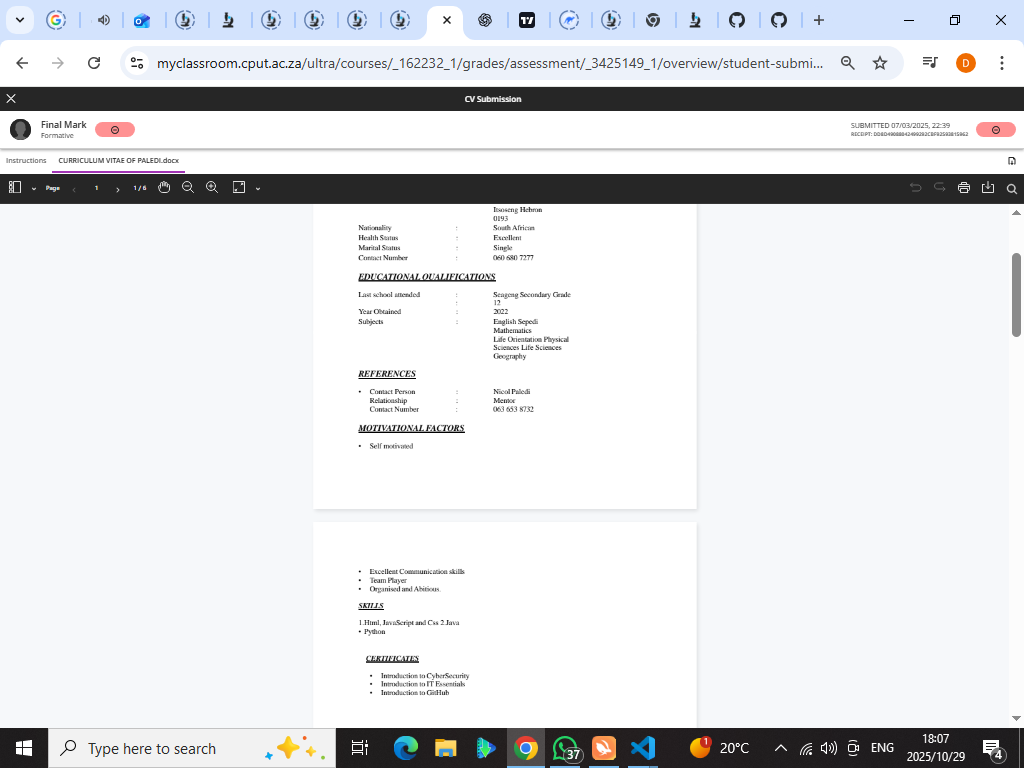 myclassroom.cput.ac.za/ultra/courses/_162232_1/grades/assessment/_3425149_1/overview/student-submi...
D
CV Submission
Final Mark
Formative
SUBMITTED 07/03/2025, 22:39
Instructions
CURRICULUM VITAE OF PALEDI.docx
Page
1
1/6
Itsoseng Hebron
0193
Nationality : South African
Health Status : Excellent
Marital Status : Single
Contact Number : 060 680 7277
EDUCATIONAL QUALIFICATIONS
Last school attended : Seageng Secondary Grade
: 12
Year Obtained : 2022
Subjects : English Sepedi
Mathematics
Life Orientation Physical
Sciences Life Sciences
Geography
REFERENCES
• Contact Person : Nicol Paledi
Relationship : Mentor
Contact Number : 063 653 8732
MOTIVATIONAL FACTORS
• Self motivated
• Excellent Communication skills
• Team Player
• Organised and Abitious.
SKILLS
1.Html, JavaScript and Css 2.Java
• Python
CERTIFICATES
• Introduction to CyberSecurity
• Introduction to IT Essentials
• Introduction to GitHub
Type here to search
37
1
20°C
ENG
18:07
2025/10/29
4